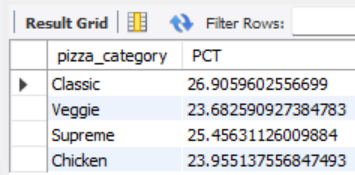 Result Grid Filter Rows:
pizza_category PCT
Classic 26.9059602556699
Veggie 23.682590927384783
Supreme 25.45631126009884
Chicken 23.955137556847493